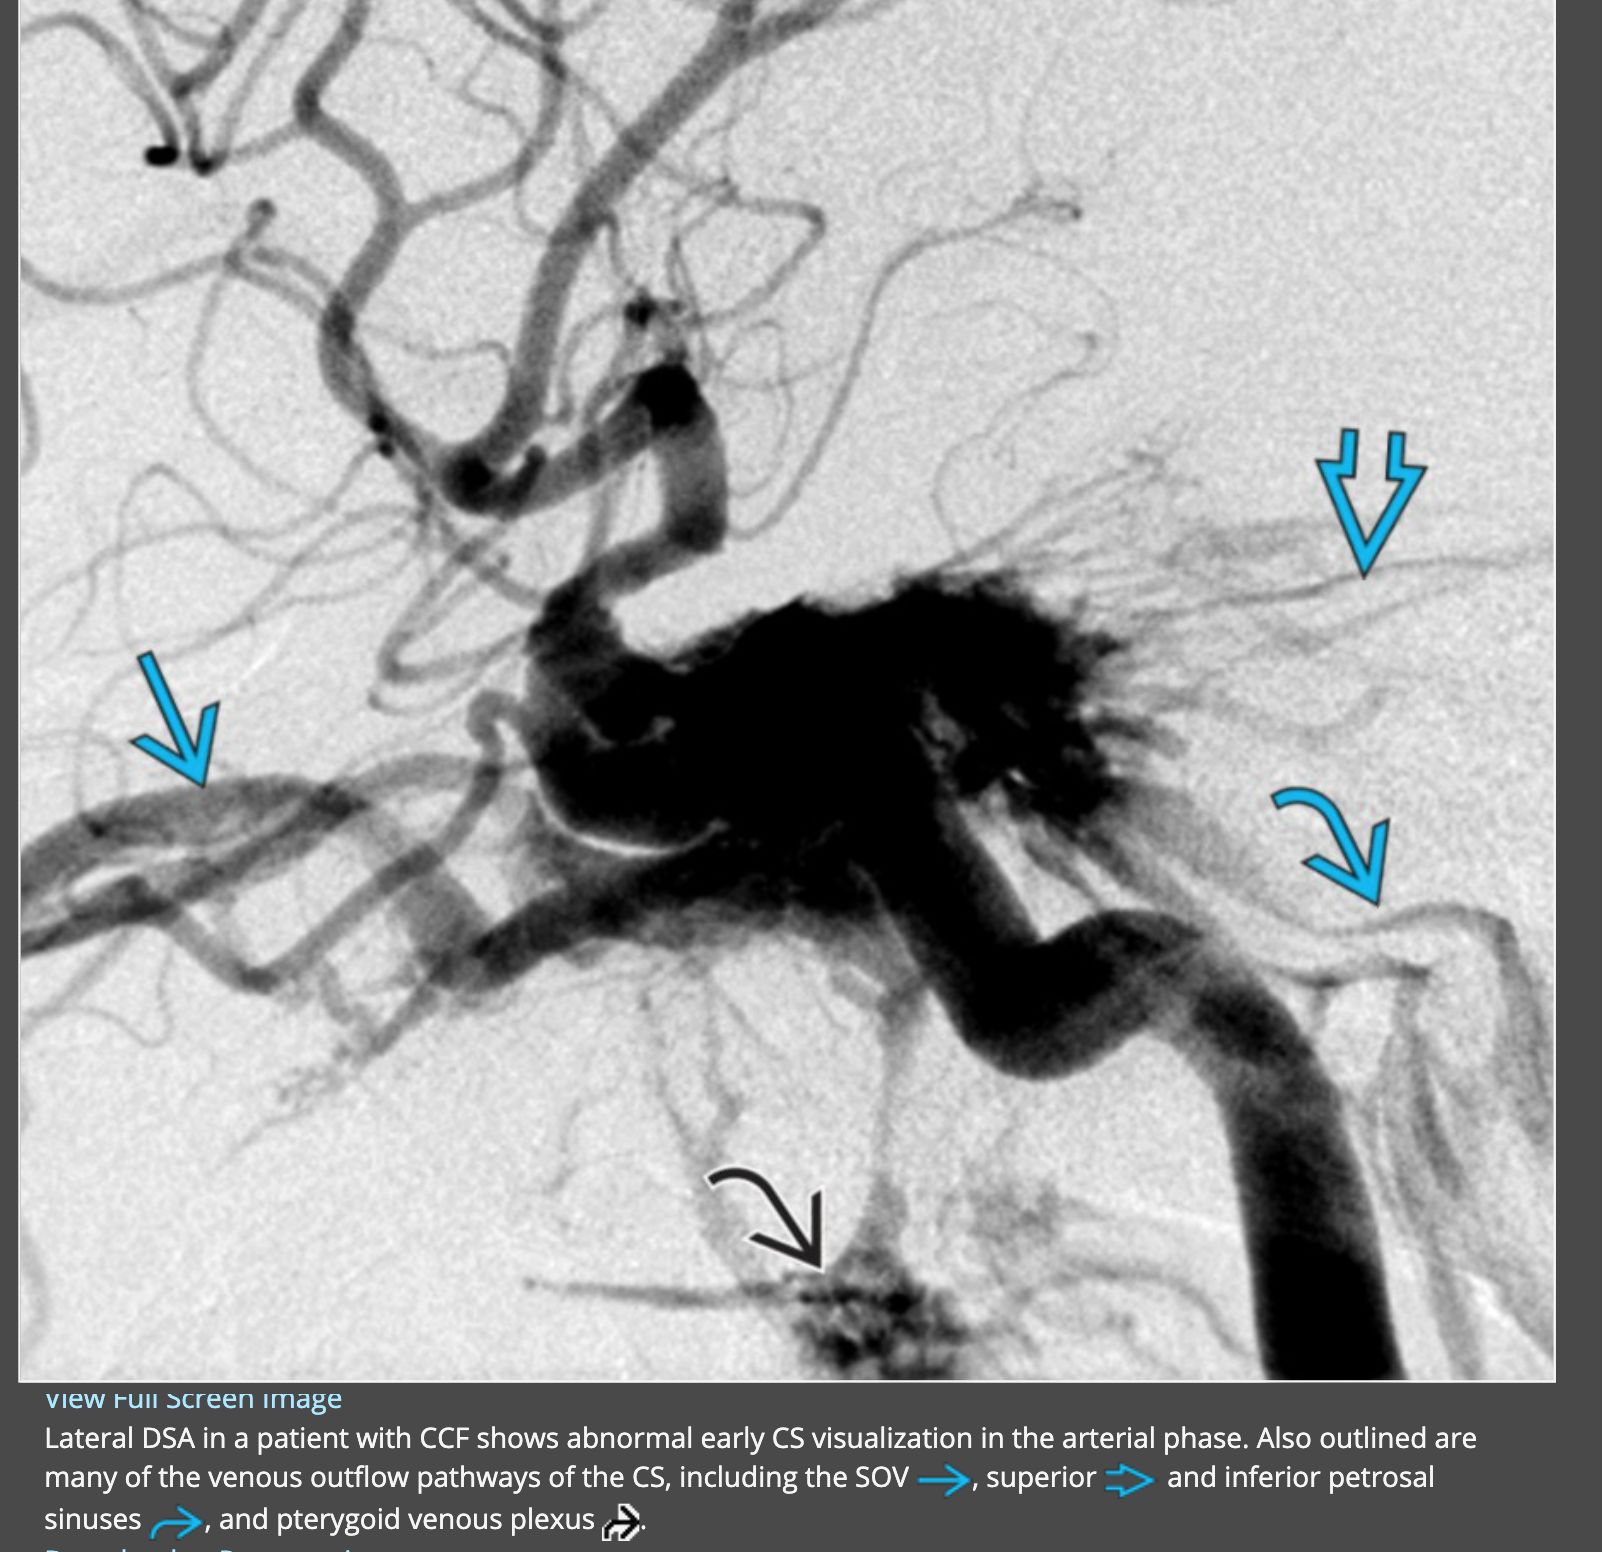 View Full Screen Image
Lateral DSA in a patient with CCF shows abnormal early CS visualization in the arterial phase. Also outlined are
many of the venous outflow pathways of the CS, including the SOV , superior and inferior petrosal
sinuses , and pterygoid venous plexus .